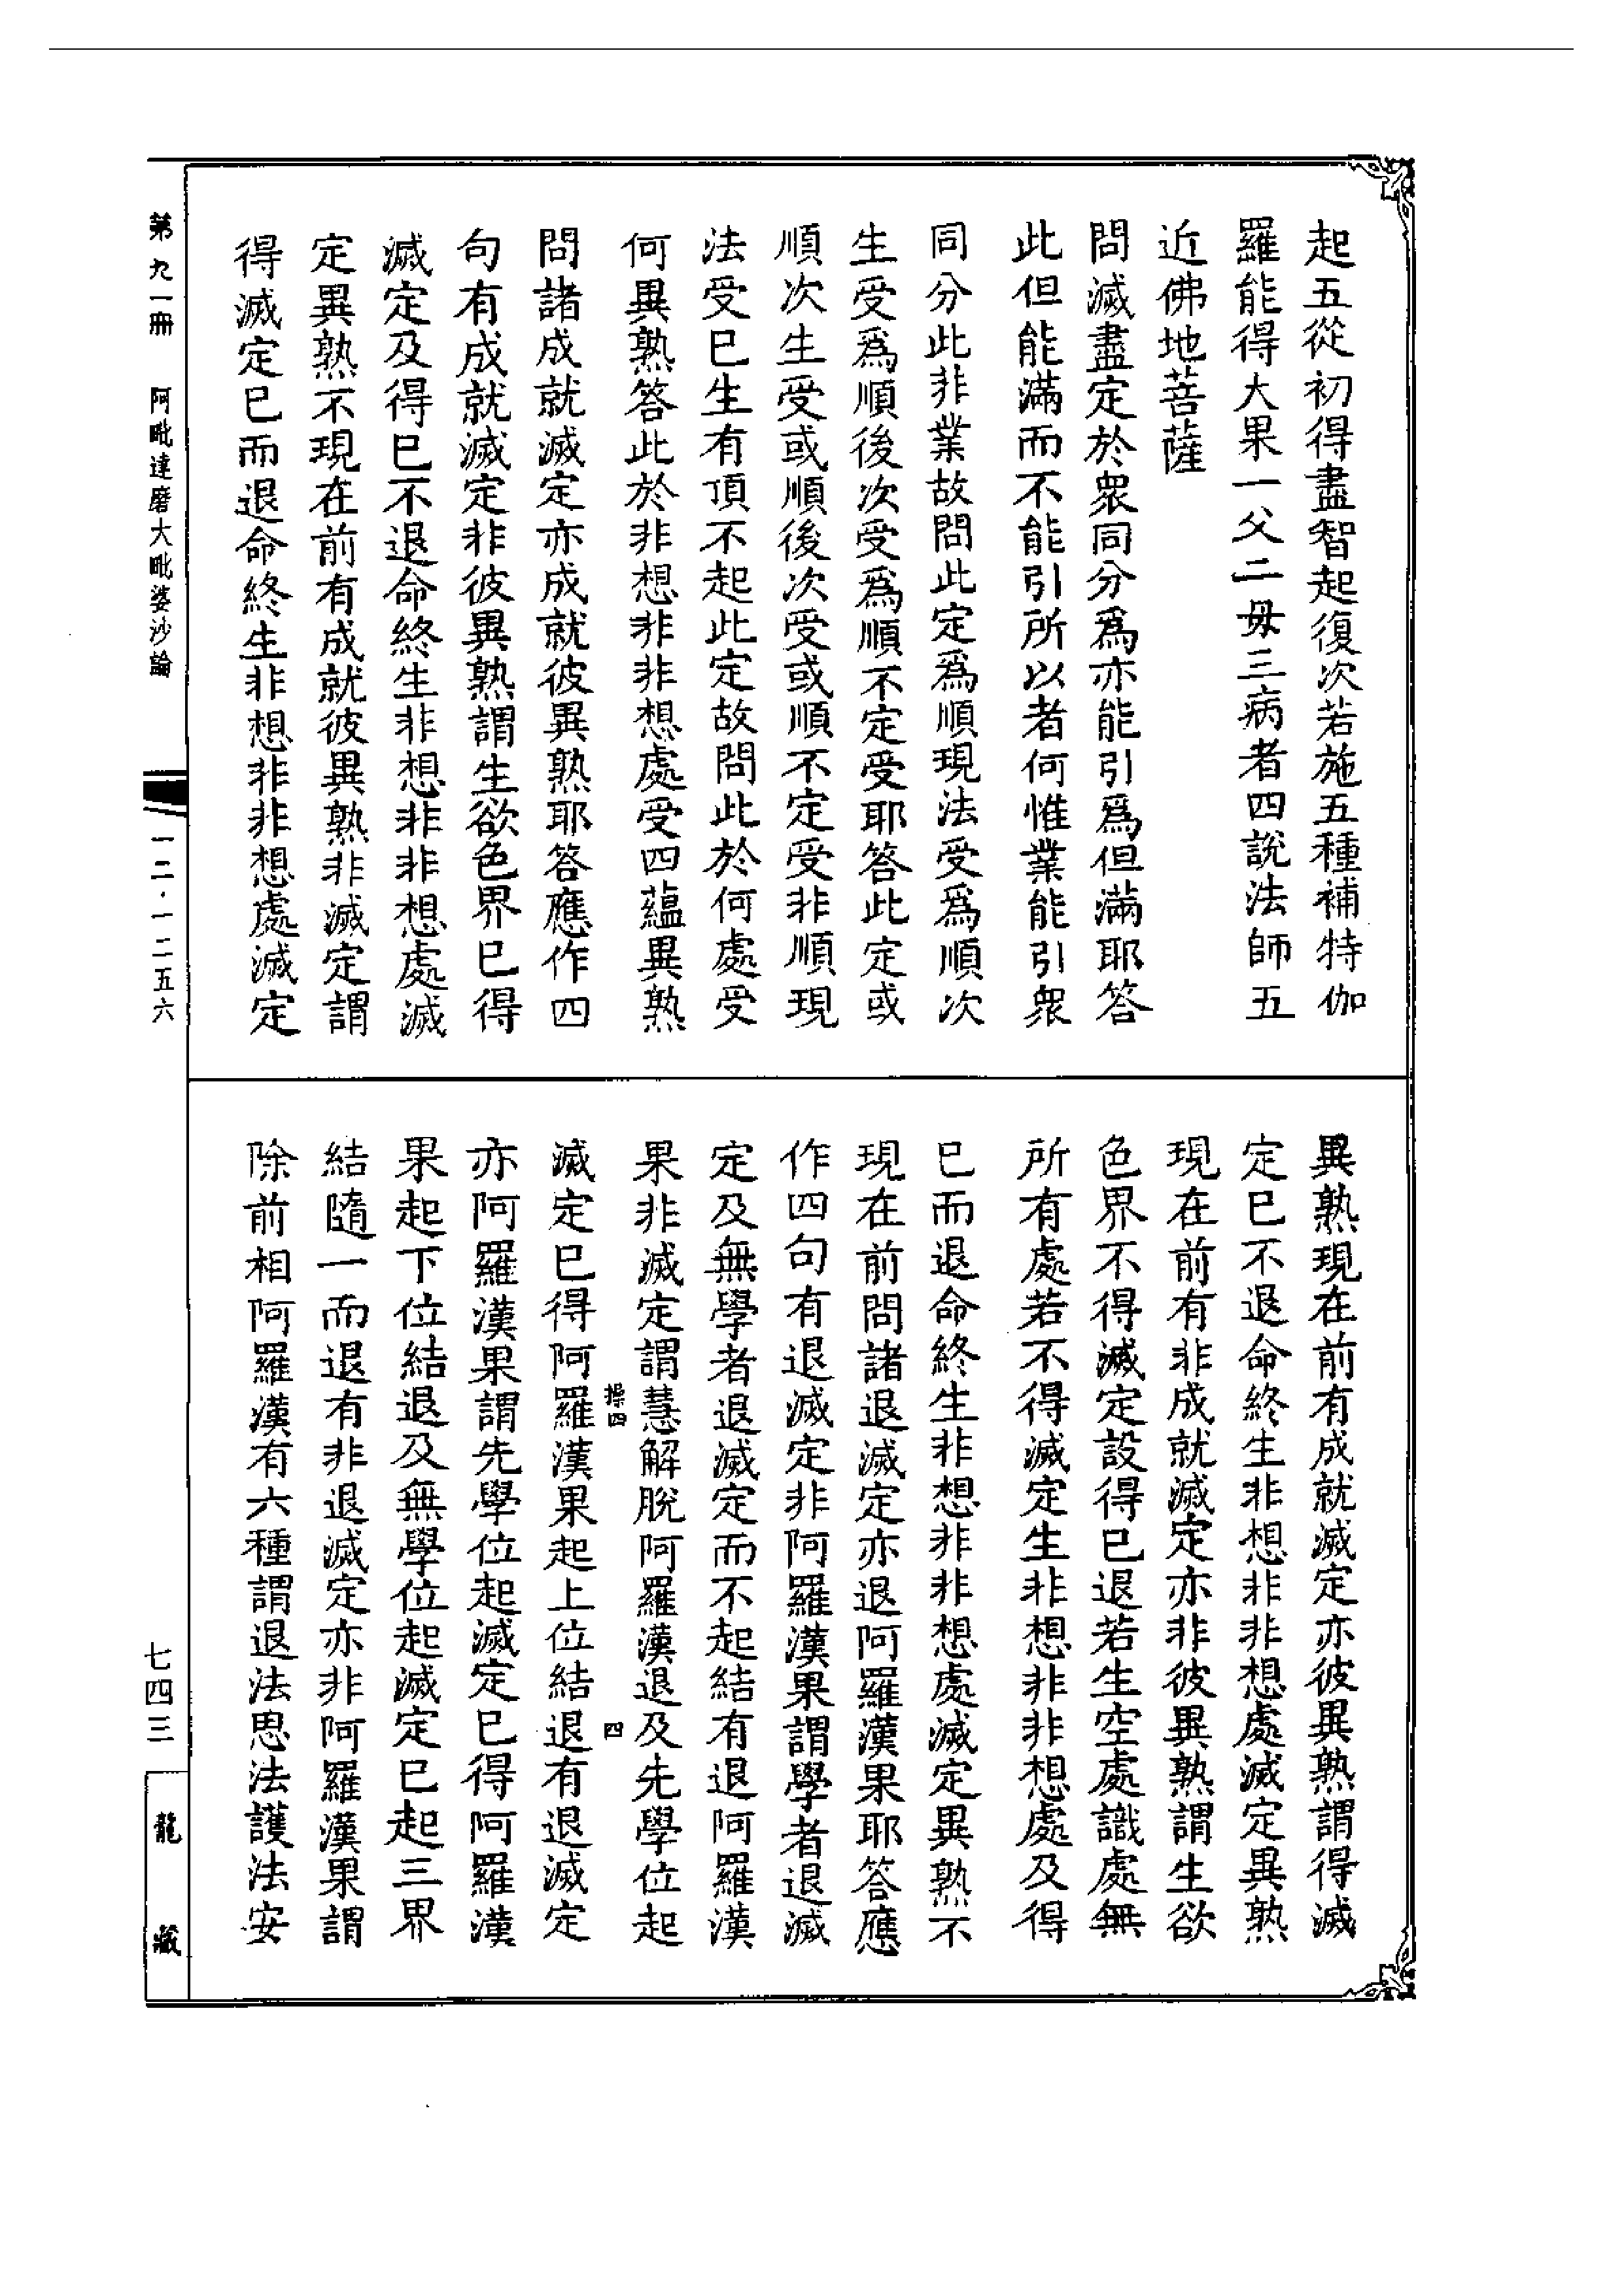 起五從初得盡智起復次若施五種補特伽
羅能得大果一父二毋三病者四說法師五
近佛地菩薩
問滅盡定於衆同分爲亦能引爲但滿耶答
此但能滿而不能引所以者何惟業能引衆
同分此非業故問此定爲順現法受爲順次
生受爲順後次受爲順不定受耶答此定或
順次生受或順後次受或順不定受非順現
法受已生有頂不起此定故問此於何處受
何異熟答此於非想非非想處受四蘊異熟
問諸成就滅定亦成就彼異熟耶答應作四
句有成就滅定非彼異熟謂生欲色界已得
滅定及得已不退命終生非想非非想處滅
定異熟不現在前有成就彼異熟非滅定謂
得滅定已而退命終生非想非非想處滅定
異熟現在前有成就滅定亦彼異熟謂得滅
定已不退命終生非想非非想處滅定異熟
現在前有非成就滅定亦非彼異熟謂生欲
色界不得滅定設得已退若生空處識處無
所有處若不得滅定生非想非非想處及得
已而退命終生非想非非想處滅定異熟不
現在前問諸退滅定亦退阿羅漢果耶答應
作四句有退滅定非阿羅漢果謂學者退滅
定及無學者退滅定而不起結有退阿羅漢
果非滅定謂慧解脫阿羅漢退及先學位起
滅定已得阿羅漢果起上位結退有退滅定
亦阿羅漢果謂先學位起滅定已得阿羅漢
果起下位結退及無學位起滅定已起三界
結隨一而退有非退滅定亦非阿羅漢果謂
除前相阿羅漢有六種謂退法思法護法安
操四
四
第九一冊 阿毗達磨大毗婆沙論
一二·一二五六
七四三
龍藏